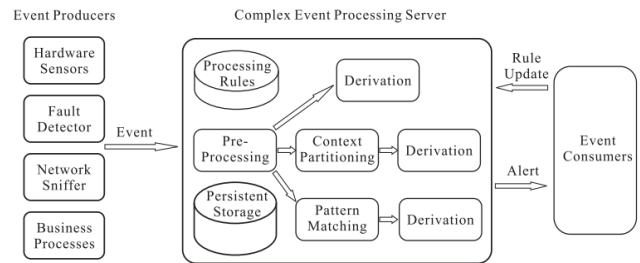 Event Producers
Complex Event Processing Server
Hardware
Sensors
Fault
Detector
Network
Sniffer
Business
Processes
Event
Processing
Rules
Derivation
Pre-
Processing
Context
Partitioning
Derivation
Persistent
Storage
Pattern
Matching
Derivation
Rule
Update
Alert
Event
Consumers